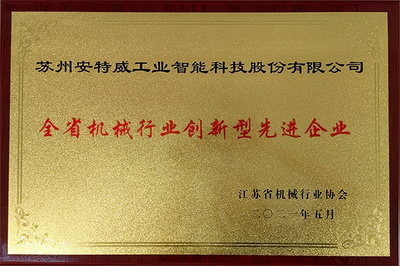 苏州安特威工业智能科技股份有限公司
全省机械行业创新型先进企业
江苏省机械行业协会
二〇二一年五月